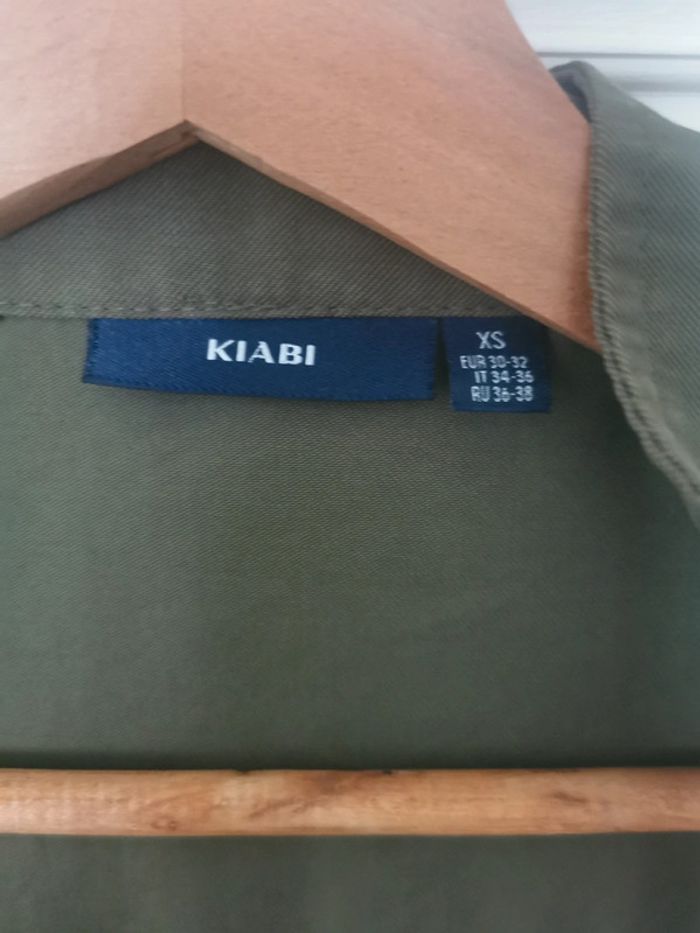 KIABI
XS
EUR 30-32
IT 34-36
RU 36-38